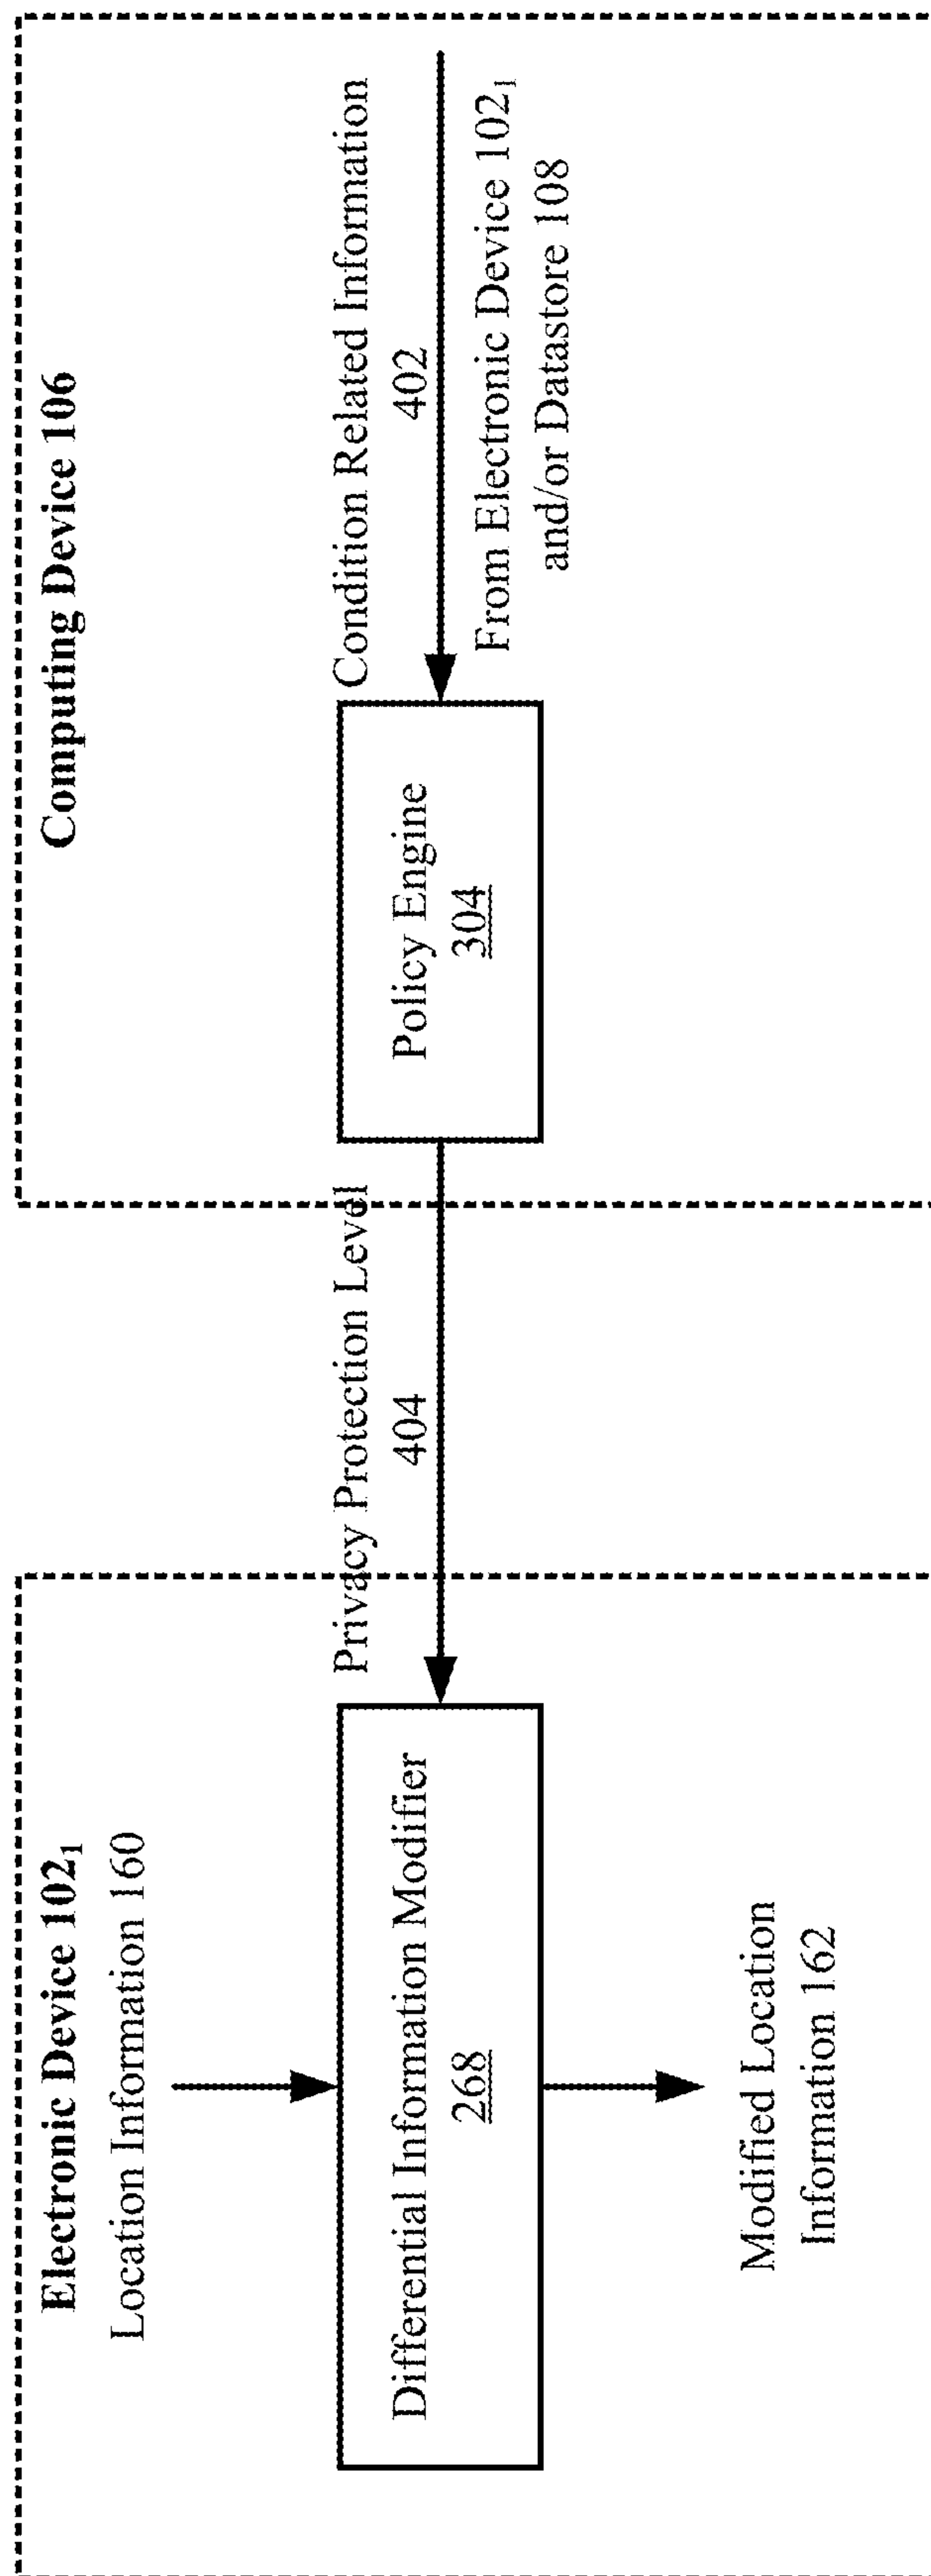 Electronic Device 102₁
Location Information 160
Differential Information Modifier
268
Modified Location
Information 162
Privacy Protection Level
404
Computing Device 106
Policy Engine
304
Condition Related Information
402
From Electronic Device 102₁
and/or Datastore 108